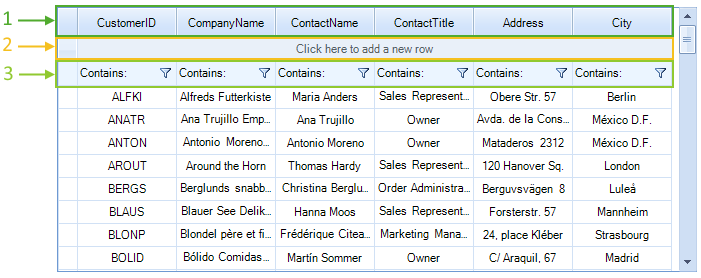 1 CustomerID CompanyName ContactName ContactTitle Address City
2 Click here to add a new row
3 Contains: Contains: Contains: Contains: Contains: Contains:
ALFKI Alfreds Futterkiste Maria Anders Sales Represent... Obere Str. 57 Berlin
ANATR Ana Trujillo Emp... Ana Trujillo Owner Avda. de la Cons... México D.F.
ANTON Antonio Moreno... Antonio Moreno Owner Mataderos 2312 México D.F.
AROUT Around the Horn Thomas Hardy Sales Represent... 120 Hanover Sq. London
BERGS Berglunds snabb... Christina Berglu... Order Administra... Berguvsvägen 8 Luleå
BLAUS Blauer See Delik... Hanna Moos Sales Represent... Forsterstr. 57 Mannheim
BLONP Blondel père et fi... Frédérique Citea... Marketing Mana... 24, place Kléber Strasbourg
BOLID Bólido Comidas... Martín Sommer Owner C/ Araquil, 67 Madrid